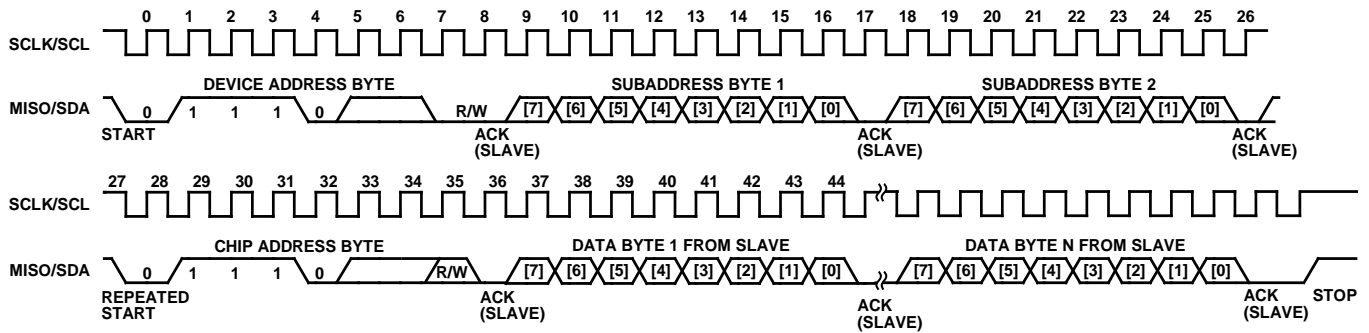 0 1 2 3 4 5 6 7 8 9 10 11 12 13 14 15 16 17 18 19 20 21 22 23 24 25 26
SCLK/SCL
DEVICE ADDRESS BYTE SUBADDRESS BYTE 1 SUBADDRESS BYTE 2
MISO/SDA 0 1 1 1 0 R/W [7] [6] [5] [4] [3] [2] [1] [0] [7] [6] [5] [4] [3] [2] [1] [0]
START ACK (SLAVE) ACK (SLAVE) ACK (SLAVE)
27 28 29 30 31 32 33 34 35 36 37 38 39 40 41 42 43 44
SCLK/SCL
CHIP ADDRESS BYTE DATA BYTE 1 FROM SLAVE DATA BYTE N FROM SLAVE
MISO/SDA 0 1 1 1 0 R/W [7] [6] [5] [4] [3] [2] [1] [0] [7] [6] [5] [4] [3] [2] [1] [0]
REPEATED START ACK (SLAVE) ACK (SLAVE) ACK (SLAVE) STOP